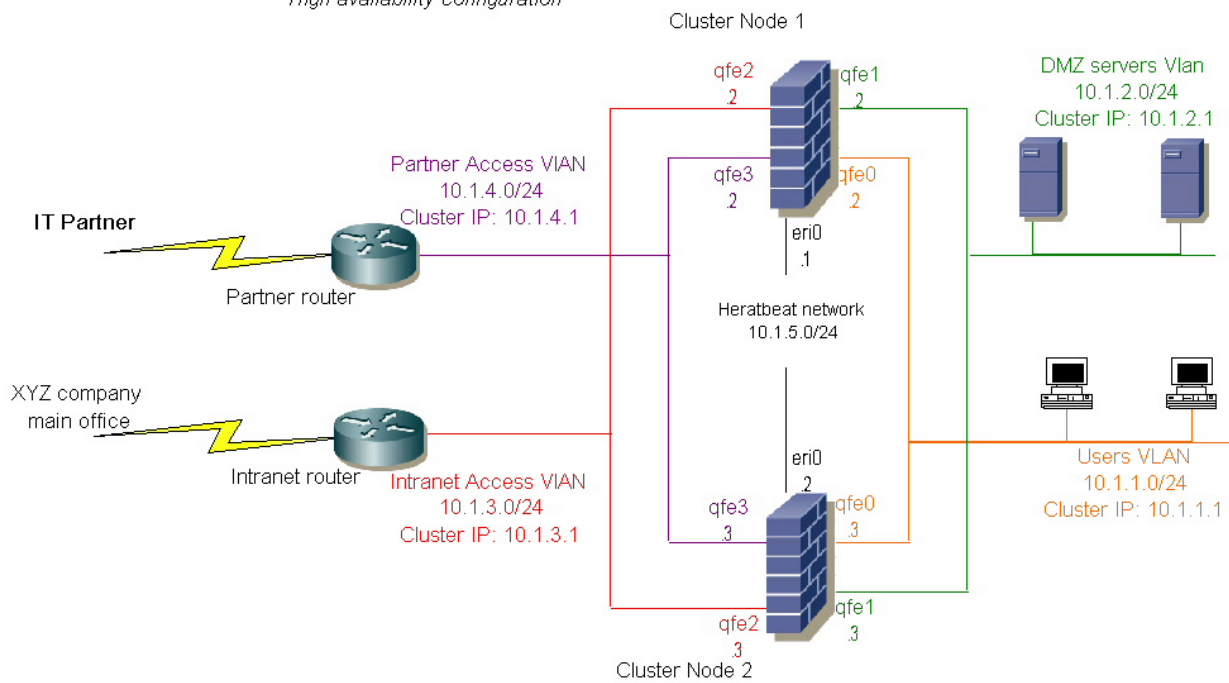 High availability configuration
Cluster Node 1
qfe2
.2
qfe1
.2
DMZ servers Vlan
10.1.2.0/24
Cluster IP: 10.1.2.1
Partner Access VlAN
10.1.4.0/24
Cluster IP: 10.1.4.1
qfe3
.2
qfe0
.2
IT Partner
eri0
.1
Partner router
Heratbeat network
10.1.5.0/24
XYZ company
main office
Intranet router
Intranet Access VlAN
10.1.3.0/24
Cluster IP: 10.1.3.1
eri0
.2
Users VLAN
10.1.1.0/24
Cluster IP: 10.1.1.1
qfe3
.3
qfe0
.3
qfe2
.3
qfe1
.3
Cluster Node 2